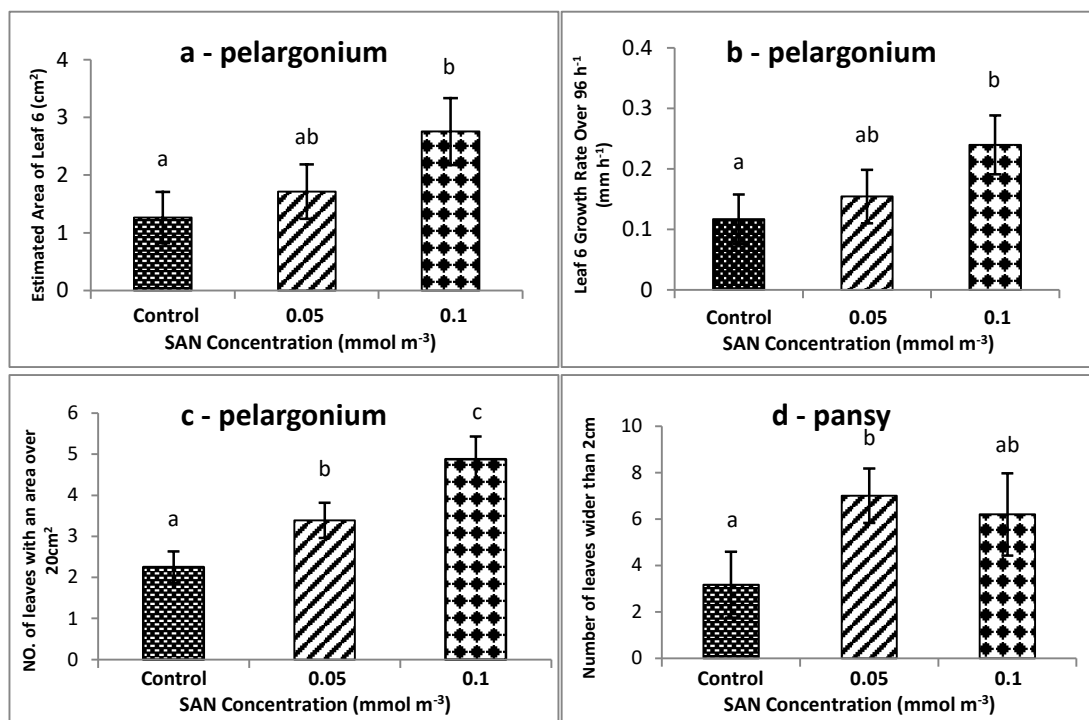 a - pelargonium
Estimated Area of Leaf 6 (cm²)
4
3
2
1
0
a
ab
b
Control 0.05 0.1
SAN Concentration (mmol m⁻³)
b - pelargonium
Leaf 6 Growth Rate Over 96 h⁻¹
(mm h⁻¹)
0.4
0.3
0.2
0.1
0
a
ab
b
Control 0.05 0.1
SAN Concentration (mmol m⁻³)
c - pelargonium
NO. of leaves with an area over
20cm²
6
5
4
3
2
1
0
a
b
c
Control 0.05 0.1
SAN Concentration (mmol m⁻³)
d - pansy
Number of leaves wider than 2cm
10
8
6
4
2
0
a
b
ab
Control 0.05 0.1
SAN Concentration (mmol m⁻³)